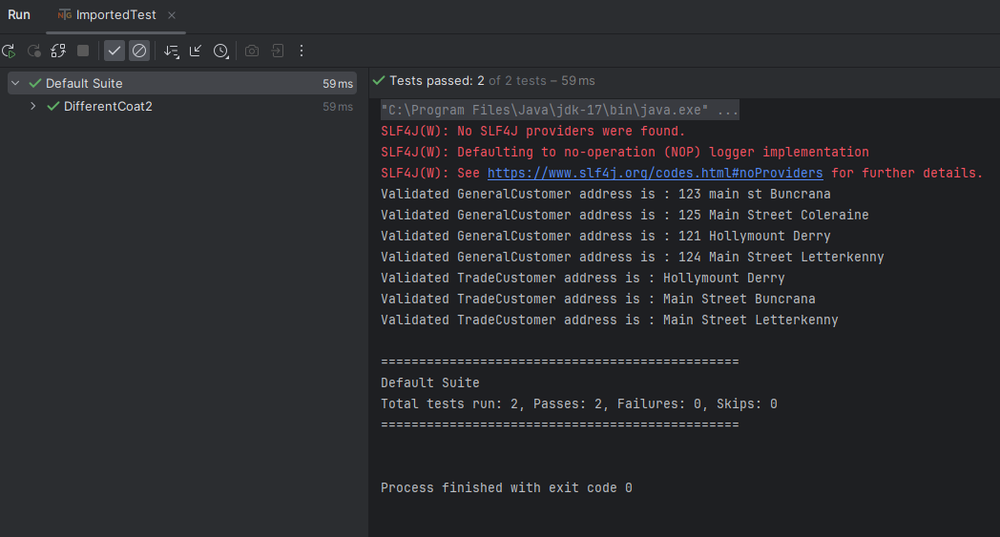 Run ImportedTest
Tests passed: 2 of 2 tests – 59 ms
Default Suite 59 ms
DifferentCoat2 59 ms
"C:\Program Files\Java\jdk-17\bin\java.exe" ...
SLF4J(W): No SLF4J providers were found.
SLF4J(W): Defaulting to no-operation (NOP) logger implementation
SLF4J(W): See https://www.slf4j.org/codes.html#noProviders for further details.
Validated GeneralCustomer address is : 123 main st Buncrana
Validated GeneralCustomer address is : 125 Main Street Coleraine
Validated GeneralCustomer address is : 121 Hollymount Derry
Validated GeneralCustomer address is : 124 Main Street Letterkenny
Validated TradeCustomer address is : Hollymount Derry
Validated TradeCustomer address is : Main Street Buncrana
Validated TradeCustomer address is : Main Street Letterkenny
===============================================
Default Suite
Total tests run: 2, Passes: 2, Failures: 0, Skips: 0
===============================================
Process finished with exit code 0